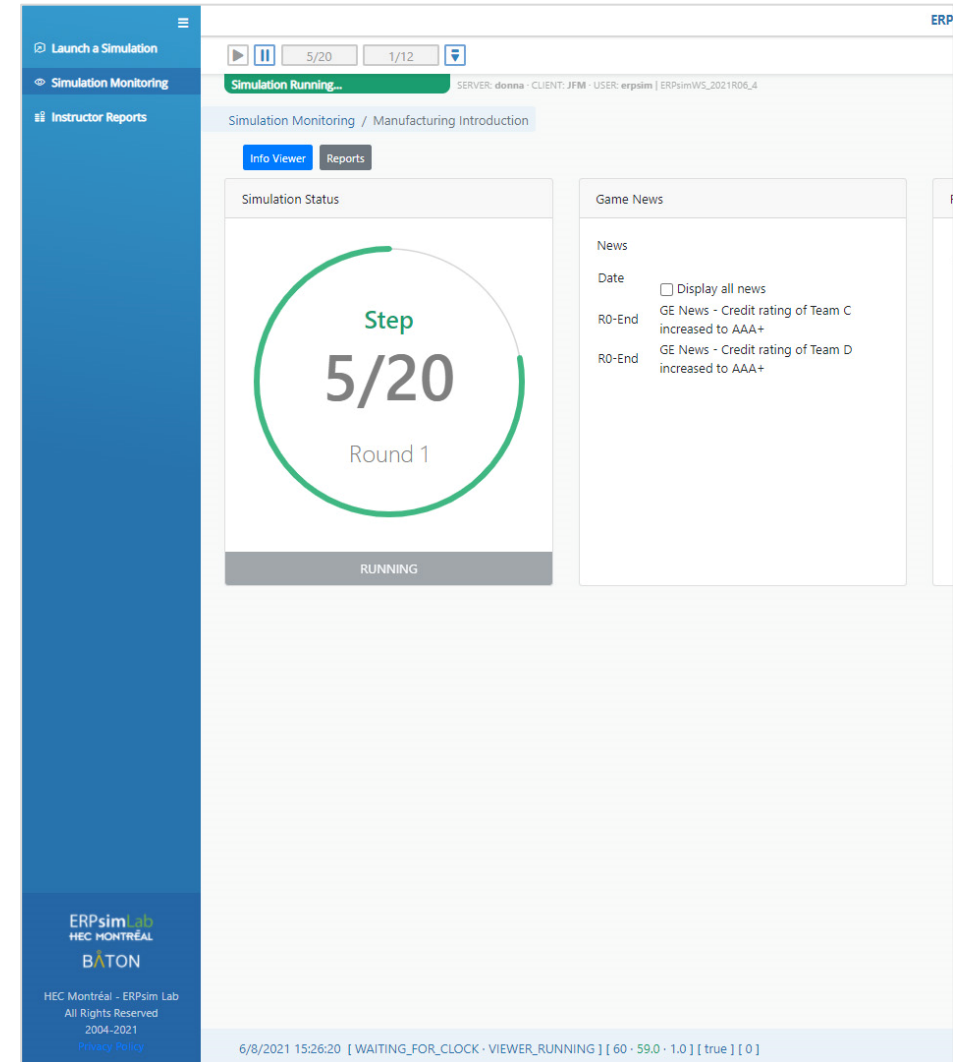 ERP
Launch a Simulation
Simulation Monitoring
Instructor Reports
5/20 1/12
Simulation Running...
SERVER: donna · CLIENT: JFM · USER: erpsim | ERPsimWS_2021R06_4
Simulation Monitoring / Manufacturing Introduction
Info Viewer Reports
Simulation Status
Step
5/20
Round 1
RUNNING
Game News
News
Date
Display all news
R0-End GE News - Credit rating of Team C
increased to AAA+
R0-End GE News - Credit rating of Team D
increased to AAA+
ERPsimLab
HEC MONTRÉAL
BÂTON
HEC Montréal - ERPsim Lab
All Rights Reserved
2004-2021
Privacy Policy
6/8/2021 15:26:20 [ WAITING_FOR_CLOCK · VIEWER_RUNNING ] [ 60 · 59.0 · 1.0 ] [ true ] [ 0 ]